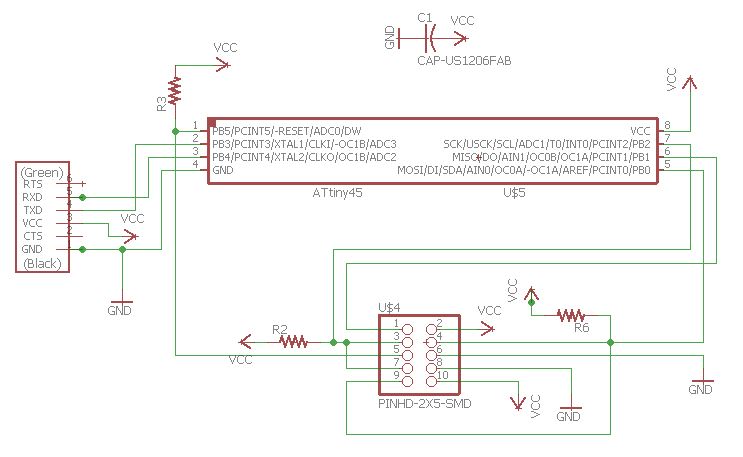 C1
VCC
GND
CAP-US1206FAB
VCC
R3
VCC
1 PB5/PCINT5/-RESET/ADC0/DW VCC 8
2 PB3/PCINT3/XTAL1/CLKI/-OC1B/ADC3 SCK/USCK/SCL/ADC1/T0/INT0/PCINT2/PB2 7
3 PB4/PCINT4/XTAL2/CLKO/OC1B/ADC2 MISO/DO/AIN1/OC0B/OC1A/PCINT1/PB1 6
4 GND MOSI/DI/SDA/AIN0/OC0A/-OC1A/AREF/PCINT0/PB0 5
ATtiny45 U$5
(Green)
RTS 6
RXD 5
TXD 4
VCC 3
CTS 2
GND 1
(Black)
VCC
GND
VCC
R6
U$4
VCC
R2
VCC
1 2
3 4
5 6
7 8
9 10
PINHD-2X5-SMD
VCC
GND
GND